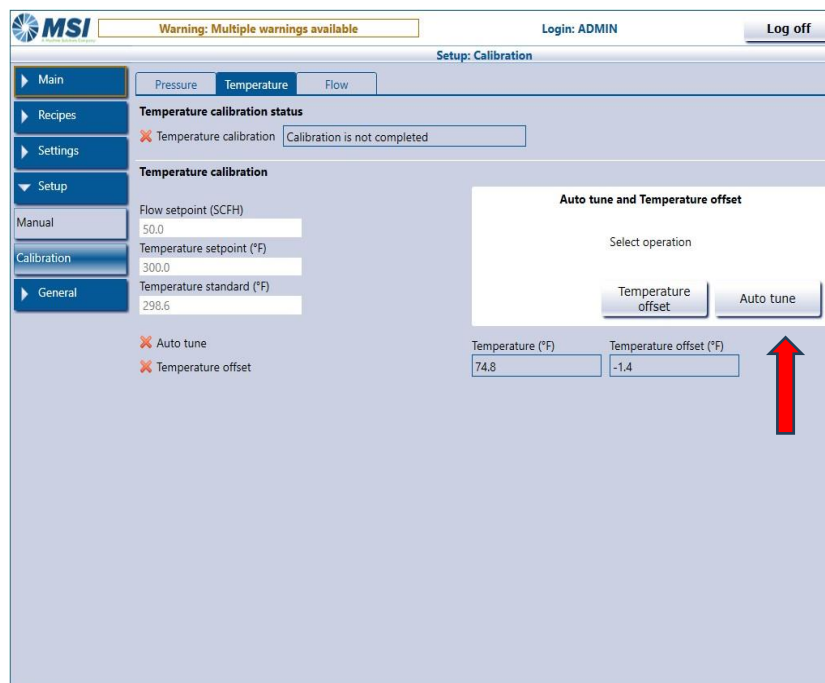 MSI
Warning: Multiple warnings available
Login: ADMIN
Log off
Setup: Calibration
Main
Recipes
Settings
Setup
Manual
Calibration
General
Pressure
Temperature
Flow
Temperature calibration status
Temperature calibration
Calibration is not completed
Temperature calibration
Flow setpoint (SCFH)
50.0
Temperature setpoint (°F)
300.0
Temperature standard (°F)
298.6
Auto tune
Temperature offset
Auto tune and Temperature offset
Select operation
Temperature
offset
Auto tune
Temperature (°F)
74.8
Temperature offset (°F)
-1.4